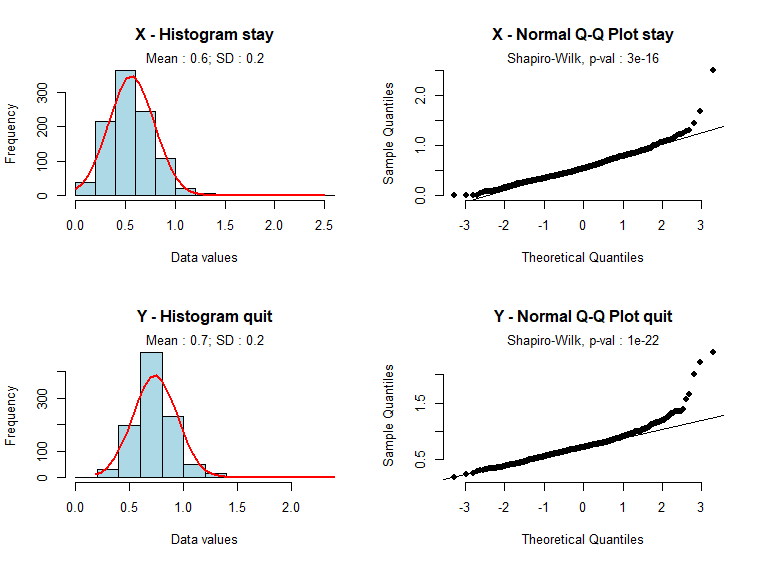 X - Histogram stay
Mean : 0.6; SD : 0.2
Frequency
0 100 200 300
0.0 0.5 1.0 1.5 2.0 2.5
Data values
X - Normal Q-Q Plot stay
Shapiro-Wilk, p-val : 3e-16
Sample Quantiles
0.0 1.0 2.0
-3 -2 -1 0 1 2 3
Theoretical Quantiles
Y - Histogram quit
Mean : 0.7; SD : 0.2
Frequency
0 100 300
0.0 0.5 1.0 1.5 2.0
Data values
Y - Normal Q-Q Plot quit
Shapiro-Wilk, p-val : 1e-22
Sample Quantiles
0.5 1.5
-3 -2 -1 0 1 2 3
Theoretical Quantiles